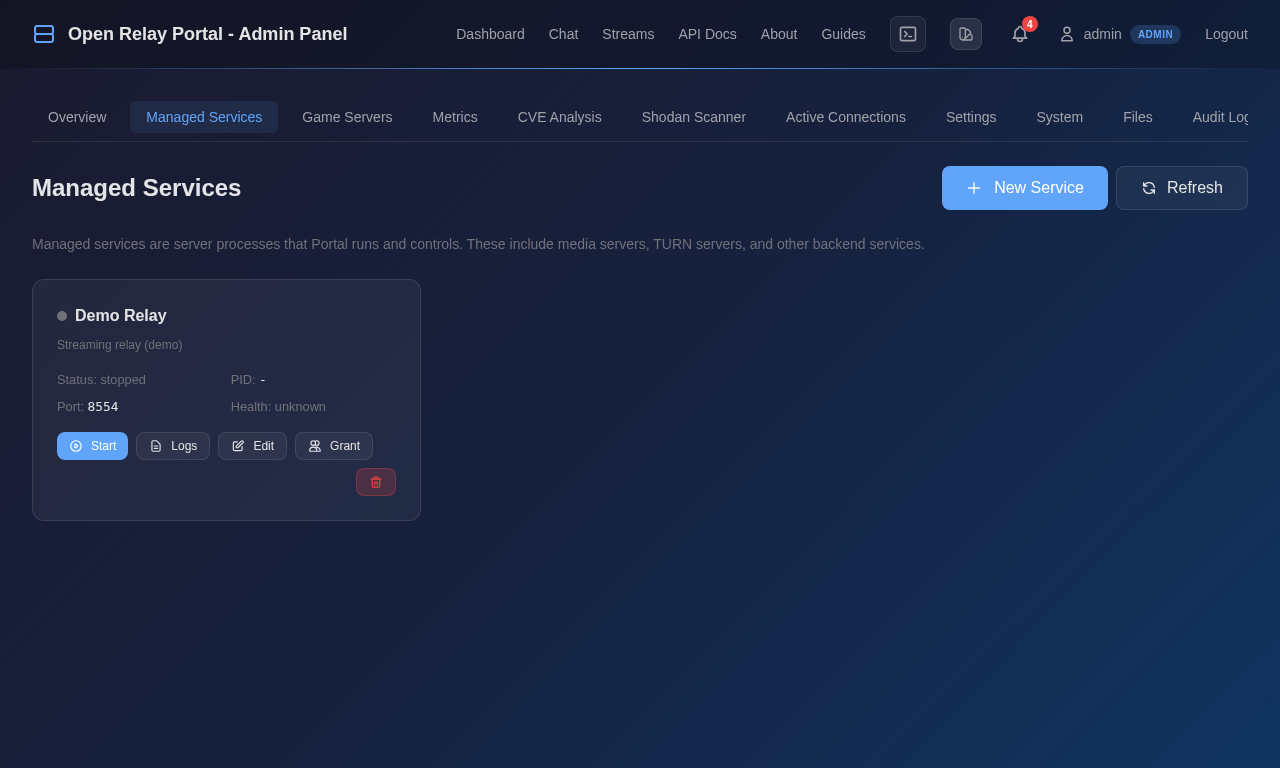 Open Relay Portal - Admin Panel
Dashboard Chat Streams API Docs About Guides 4 admin ADMIN Logout
Overview Managed Services Game Servers Metrics CVE Analysis Shodan Scanner Active Connections Settings System Files Audit Log
Managed Services
New Service Refresh
Managed services are server processes that Portal runs and controls. These include media servers, TURN servers, and other backend services.
Demo Relay
Streaming relay (demo)
Status: stopped PID: -
Port: 8554 Health: unknown
Start Logs Edit Grant